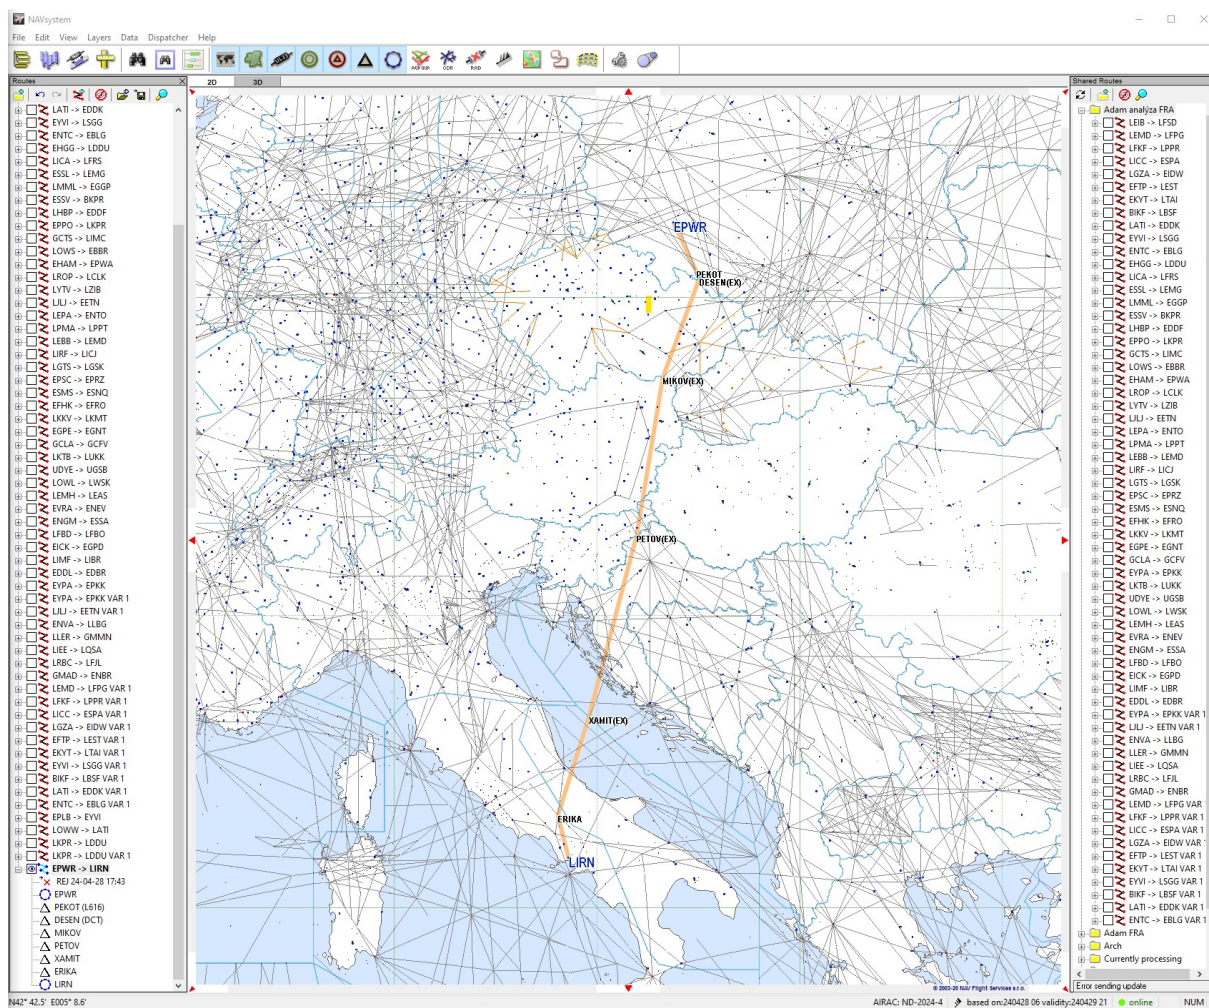 NAVsystem
File Edit View Layers Data Dispatcher Help
AUP/UUP CDR RAD
Routes
2D 3D
LATI -> EDDK
EYVI -> LSGG
ENTC -> EBLG
EHGG -> LDDU
LICA -> LFRS
ESSL -> LEMG
LMML -> EGGP
ESSV -> BKPR
LHBP -> EDDF
EPPO -> LKPR
GCTS -> LIMC
LOWS -> EBBR
EHAM -> EPWA
LROP -> LCLK
LYTV -> LZIB
LJLJ -> EETN
LEPA -> ENTO
LPMA -> LPPT
LEBB -> LEMD
LIRF -> LICJ
LGTS -> LGSK
EPSC -> EPRZ
ESMS -> ESNQ
EFHK -> EFRO
LKKV -> LKMT
EGPE -> EGNT
GCLA -> GCFV
LKTB -> LUKK
UDYE -> UGSB
LOWL -> LWSK
LEMH -> LEAS
EVRA -> ENEV
ENGM -> ESSA
LFBD -> LFBO
EICK -> EGPD
LIMF -> LIBR
EDDL -> EDBR
EYPA -> EPKK
EYPA -> EPKK VAR 1
LJLJ -> EETN VAR 1
ENVA -> LLBG
LLER -> GMMN
LIEE -> LQSA
LRBC -> LFJL
GMAD -> ENBR
LEMD -> LFPG VAR 1
LFKF -> LPPR VAR 1
LICC -> ESPA VAR 1
LGZA -> EIDW VAR 1
EFTP -> LEST VAR 1
EKYT -> LTAI VAR 1
EYVI -> LSGG VAR 1
BIKF -> LBSF VAR 1
LATI -> EDDK VAR 1
ENTC -> EBLG VAR 1
EPLB -> EYVI
LOWW -> LATI
LKPR -> LDDU
LKPR -> LDDU VAR 1
EPWR -> LIRN
REJ 24-04-28 17:43
EPWR
PEKOT (L616)
DESEN (DCT)
MIKOV
PETOV
XAMIT
ERIKA
LIRN
EPWR
PEKOT
DESEN(EX)
MIKOV(EX)
PETOV(EX)
XAMIT(EX)
ERIKA
LIRN
© 2003-20 NAV Flight Services s.r.o.
Shared Routes
Adam analýza FRA
LEIB -> LFSD
LEMD -> LFPG
LFKF -> LPPR
LICC -> ESPA
LGZA -> EIDW
EFTP -> LEST
EKYT -> LTAI
BIKF -> LBSF
LATI -> EDDK
EYVI -> LSGG
ENTC -> EBLG
EHGG -> LDDU
LICA -> LFRS
ESSL -> LEMG
LMML -> EGGP
ESSV -> BKPR
LHBP -> EDDF
EPPO -> LKPR
GCTS -> LIMC
LOWS -> EBBR
EHAM -> EPWA
LROP -> LCLK
LYTV -> LZIB
LJLJ -> EETN
LEPA -> ENTO
LPMA -> LPPT
LEBB -> LEMD
LIRF -> LICJ
LGTS -> LGSK
EPSC -> EPRZ
ESMS -> ESNQ
EFHK -> EFRO
LKKV -> LKMT
EGPE -> EGNT
GCLA -> GCFV
EYPA -> EPKK
LKTB -> LUKK
UDYE -> UGSB
LOWL -> LWSK
LEMH -> LEAS
EVRA -> ENEV
ENGM -> ESSA
LFBD -> LFBO
EICK -> EGPD
LIMF -> LIBR
EDDL -> EDBR
EYPA -> EPKK VAR 1
LJLJ -> EETN VAR 1
ENVA -> LLBG
LLER -> GMMN
LIEE -> LQSA
LRBC -> LFJL
GMAD -> ENBR
LEMD -> LFPG VAR 1
LFKF -> LPPR VAR 1
LICC -> ESPA VAR 1
LGZA -> EIDW VAR
EFTP -> LEST VAR 1
EKYT -> LTAI VAR 1
EYVI -> LSGG VAR 1
BIKF -> LBSF VAR 1
LATI -> EDDK VAR 1
ENTC -> EBLG VAR 1
Adam FRA
Arch
Currently processing
Error sending update
N42° 42.5' E005° 8.6'
AIRAC: ND-2024-4
based on:240428 06 validity:240429 21
online
NUM